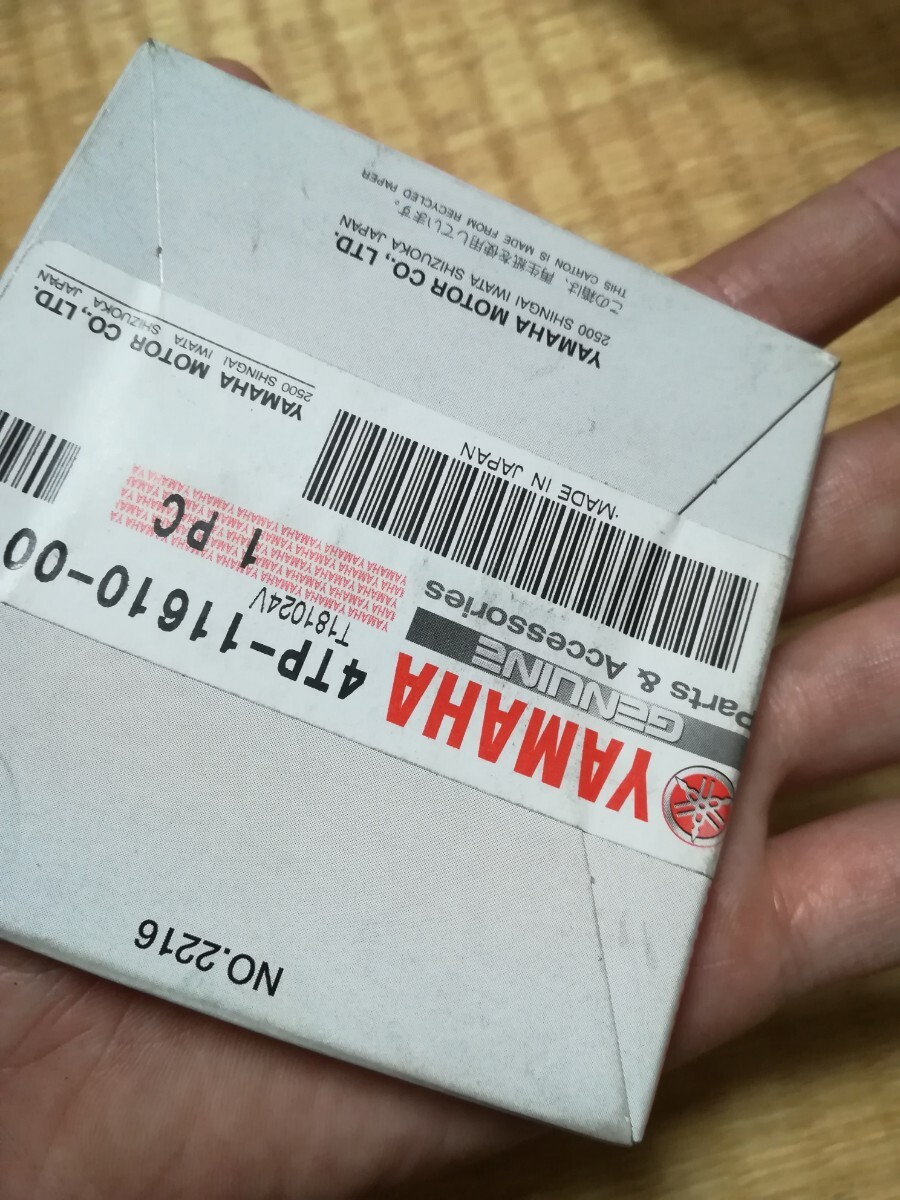 NO.2216
YAMAHA
GENUINE
Parts & Accessories
4TP-11610-00
T181024V
1 PC
MADE IN JAPAN
YAMAHA MOTOR CO., LTD.
2500 SHINGAI IWATA SHIZUOKA JAPAN
YAMAHA MOTOR CO., LTD.
2500 SHINGAI IWATA SHIZUOKA JAPAN
この箱は、再生紙を使用しています。
THIS CARTON IS MADE FROM RECYCLED PAPER